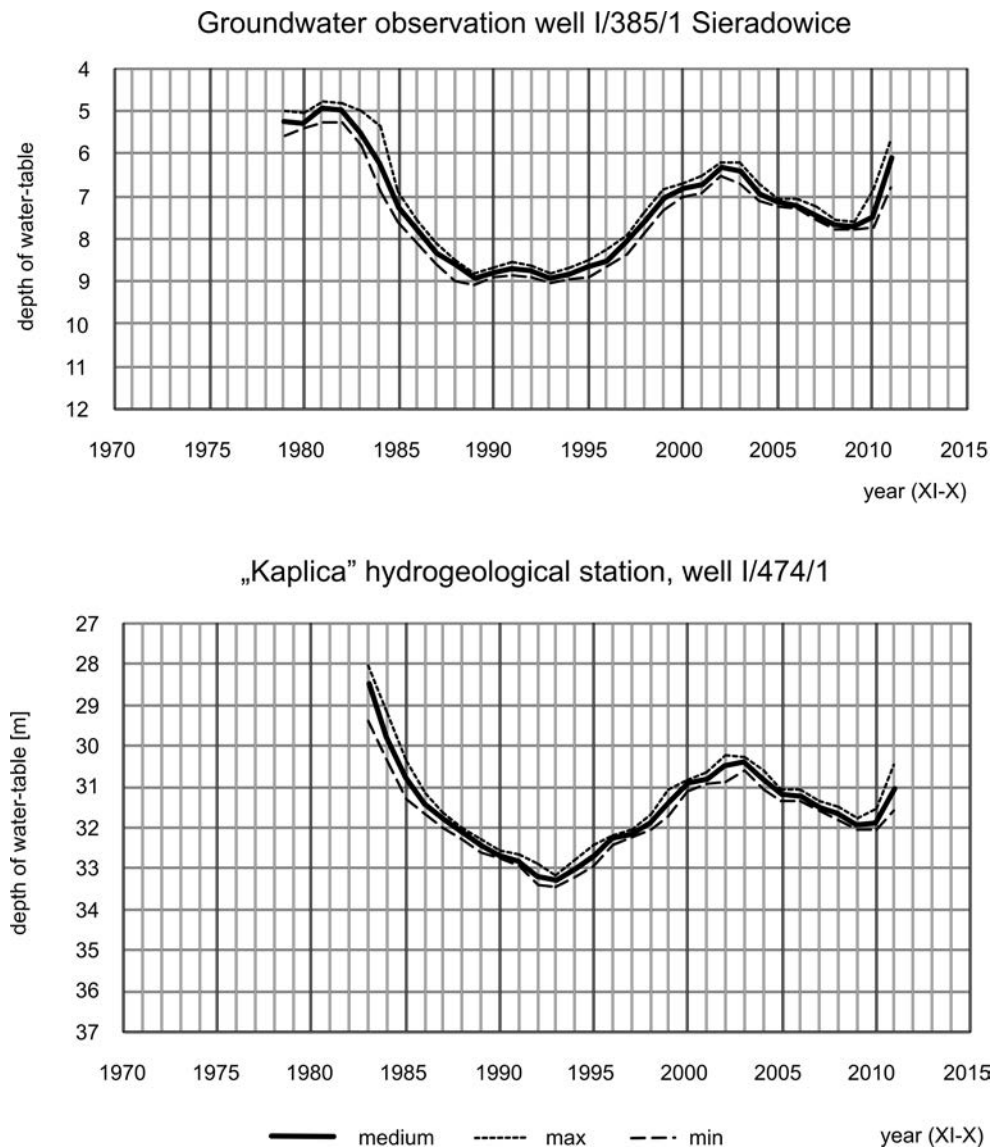 Groundwater observation well I/385/1 Sieradowice
depth of water-table
4
5
6
7
8
9
10
11
12
1970 1975 1980 1985 1990 1995 2000 2005 2010 2015
year (XI-X)
„Kaplica” hydrogeological station, well I/474/1
depth of water-table [m]
27
28
29
30
31
32
33
34
35
36
37
1970 1975 1980 1985 1990 1995 2000 2005 2010 2015
medium max min year (XI-X)